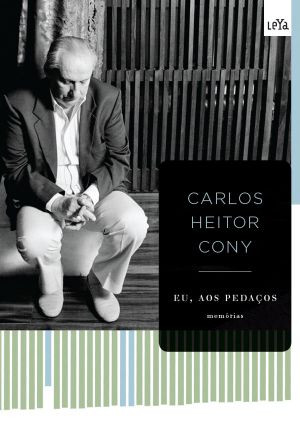 LeYa
CARLOS
HEITOR
CONY
EU, AOS PEDAÇOS
memórias